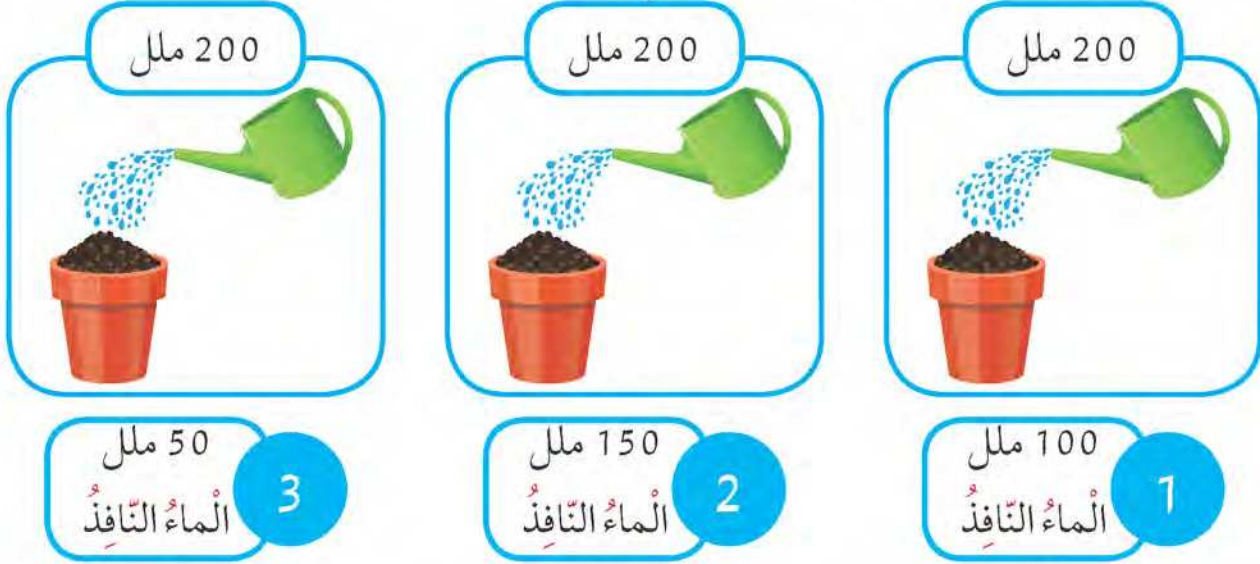 200 ملل
200 ملل
200 ملل
100 ملل
الْماءُ النّافِذُ
1
150 ملل
الْماءُ النّافِذُ
2
50 ملل
الْماءُ النّافِذُ
3